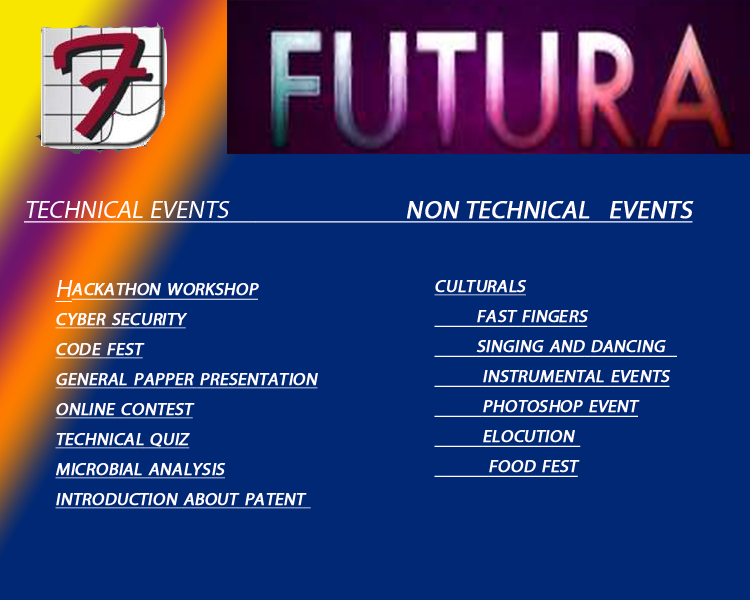 F
FUTURA
TECHNICAL EVENTS
NON TECHNICAL EVENTS
HACKATHON WORKSHOP
CYBER SECURITY
CODE FEST
GENERAL PAPPER PRESENTATION
ONLINE CONTEST
TECHNICAL QUIZ
MICROBIAL ANALYSIS
INTRODUCTION ABOUT PATENT
CULTURALS
FAST FINGERS
SINGING AND DANCING
INSTRUMENTAL EVENTS
PHOTOSHOP EVENT
ELOCUTION
FOOD FEST